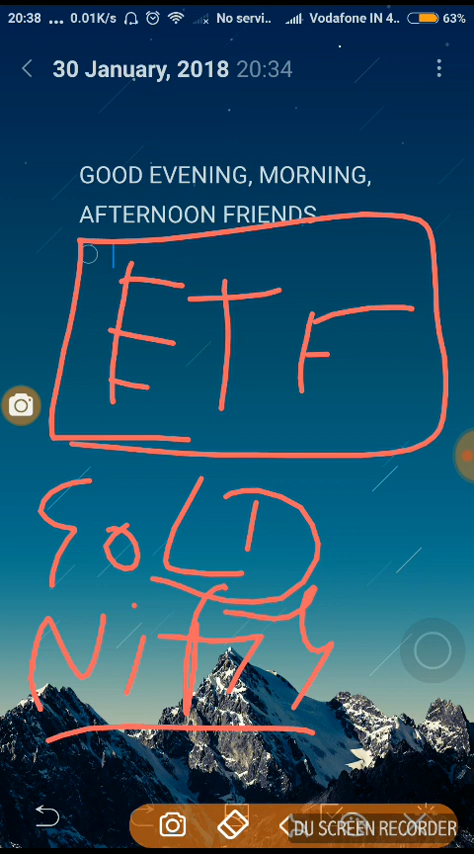 20:38 ... 0.01K/s No servi.. Vodafone IN 4.. 63%
30 January, 2018 20:34
GOOD EVENING, MORNING,
AFTERNOON FRIENDS
ETF
GoLD
Nifty
DU SCREEN RECORDER